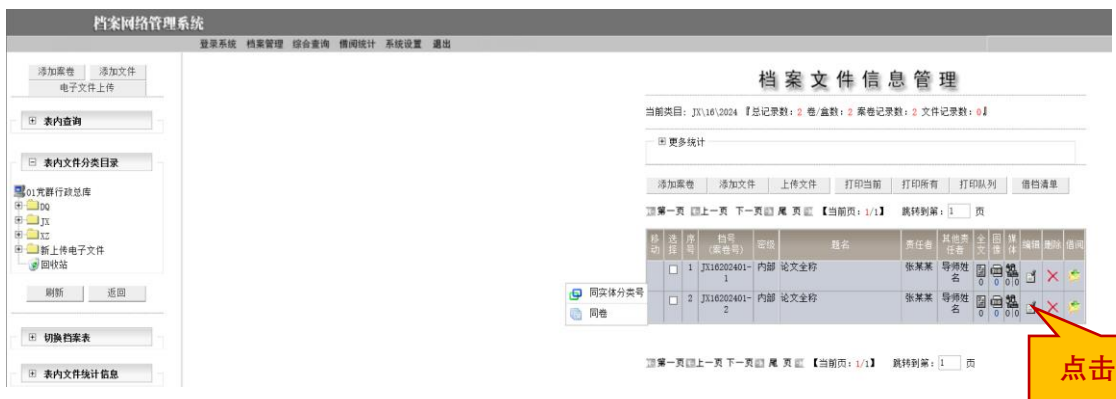 档案网络管理系统
登录系统 档案管理 综合查询 借阅统计 系统设置 退出
添加案卷 添加文件
电子文件上传
表内查询
表内文件分类目录
01党群行政总库
DQ
JX
XZ
新上传电子文件
回收站
刷新 返回
切换档案表
表内文件统计信息
档案文件信息管理
当前类目: JX\16\2024 『总记录数: 2 卷/盒数: 2 案卷记录数: 2 文件记录数: 0』
更多统计
添加案卷 添加文件 上传文件 打印当前 打印所有 打印队列 借档清单
第一页 上一页 下一页 尾 页 【当前页: 1/1】 跳转到第: 1 页
移动 选择 序号 档号(案卷号) 密级 题名 责任者 其他责任者 全文 图像 媒体 编辑 删除 借阅
1 JX16202401-1 内部 论文全称 张某某 导师姓名 0 0 0|0
2 JX16202401-2 内部 论文全称 张某某 导师姓名 0 0 0|0
同实体分类号
同卷
第一页 上一页 下一页 尾 页 【当前页: 1/1】 跳转到第: 1 页
点击